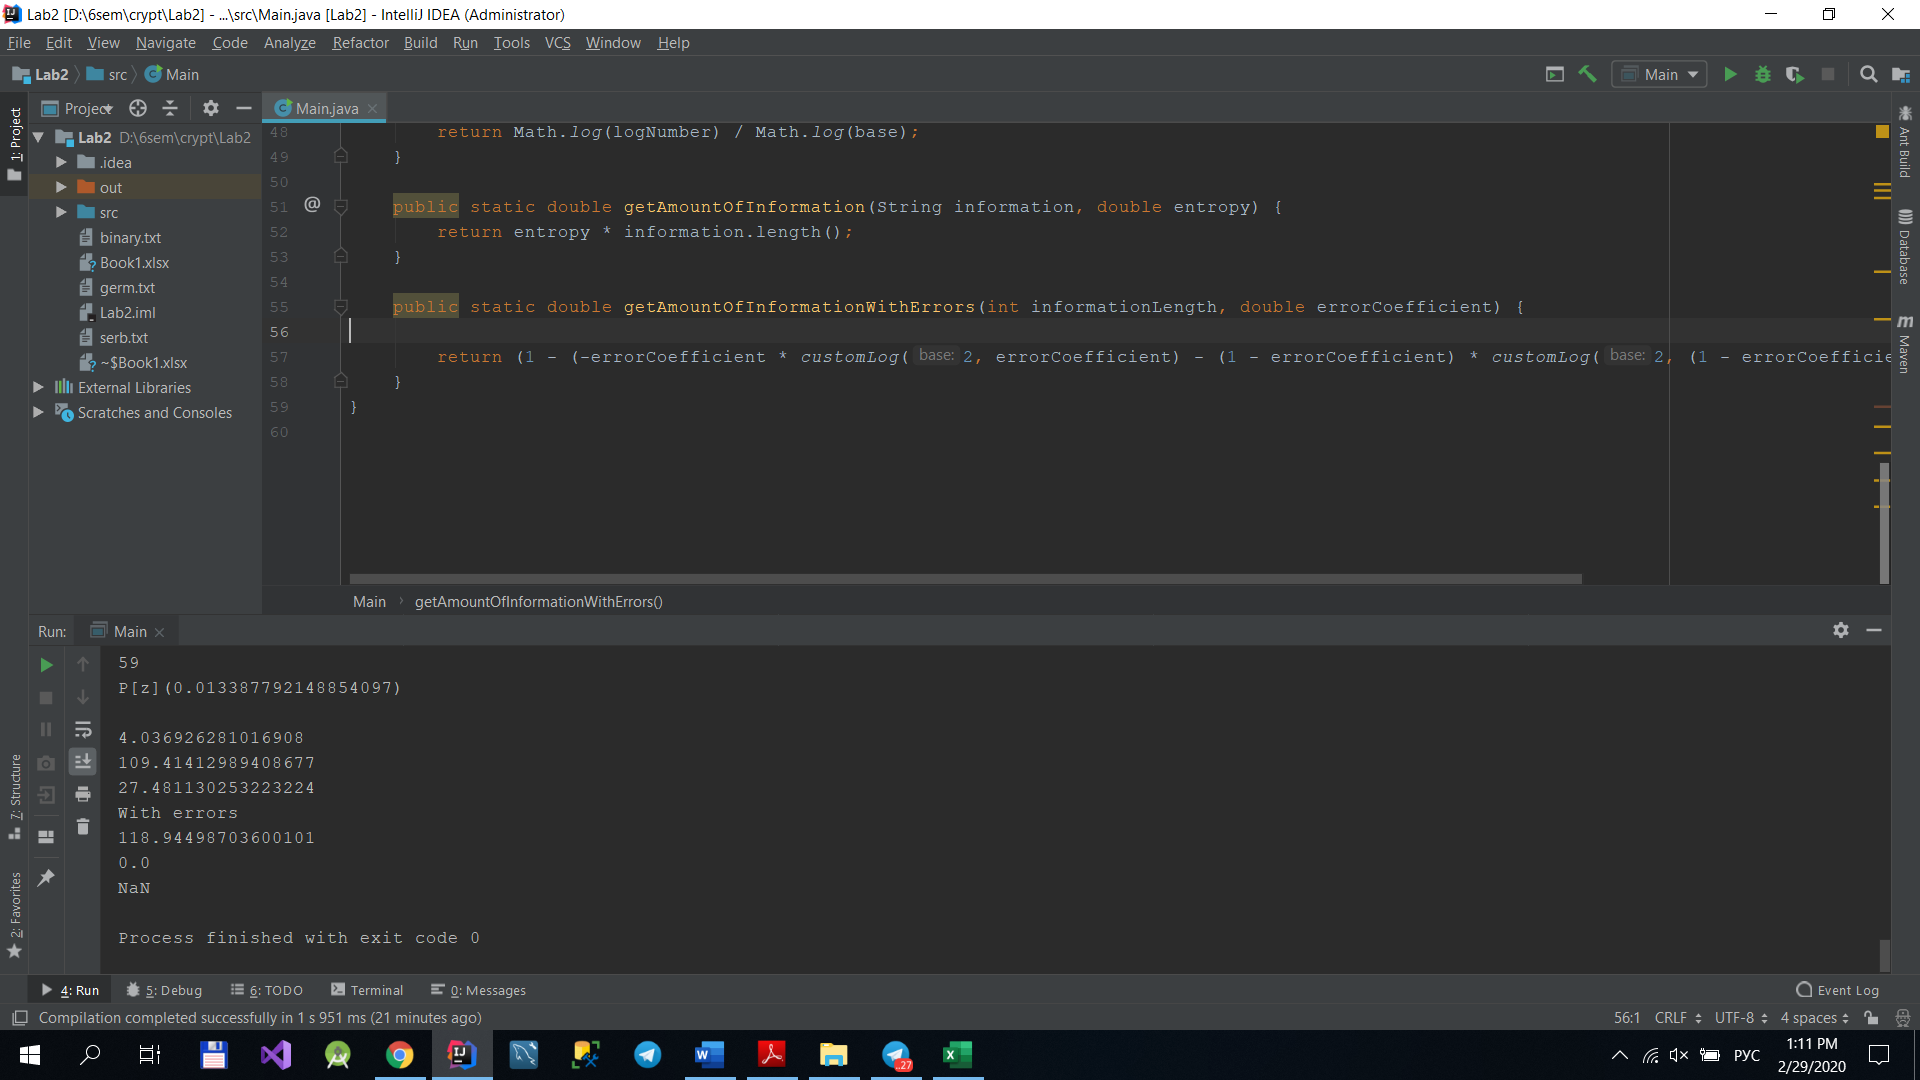 Lab2 [D:\6sem\crypt\Lab2] - ...\src\Main.java [Lab2] - IntelliJ IDEA (Administrator)
File Edit View Navigate Code Analyze Refactor Build Run Tools VCS Window Help
Lab2 src Main Main
Project Main.java
1: Project
Lab2 D:\6sem\crypt\Lab2
.idea
out
src
binary.txt
Book1.xlsx
germ.txt
Lab2.iml
serb.txt
~$Book1.xlsx
External Libraries
Scratches and Consoles
48 return Math.log(logNumber) / Math.log(base);
49 }
50
51 @ public static double getAmountOfInformation(String information, double entropy) {
52 return entropy * information.length();
53 }
54
55 public static double getAmountOfInformationWithErrors(int informationLength, double errorCoefficient) {
56
57 return (1 - (-errorCoefficient * customLog( base: 2, errorCoefficient) - (1 - errorCoefficient) * customLog( base: 2, (1 - errorCoefficie
58 }
59 }
60
Ant Build
Database
m Maven
Main getAmountOfInformationWithErrors()
Run: Main
59
P[z](0.013387792148854097)
4.036926281016908
109.41412989408677
27.481130253223224
With errors
118.94498703600101
0.0
NaN
Process finished with exit code 0
7: Structure
2: Favorites
4: Run 5: Debug 6: TODO Terminal 0: Messages Event Log
Compilation completed successfully in 1 s 951 ms (21 minutes ago) 56:1 CRLF UTF-8 4 spaces
..27
РУС
1:11 PM
2/29/2020